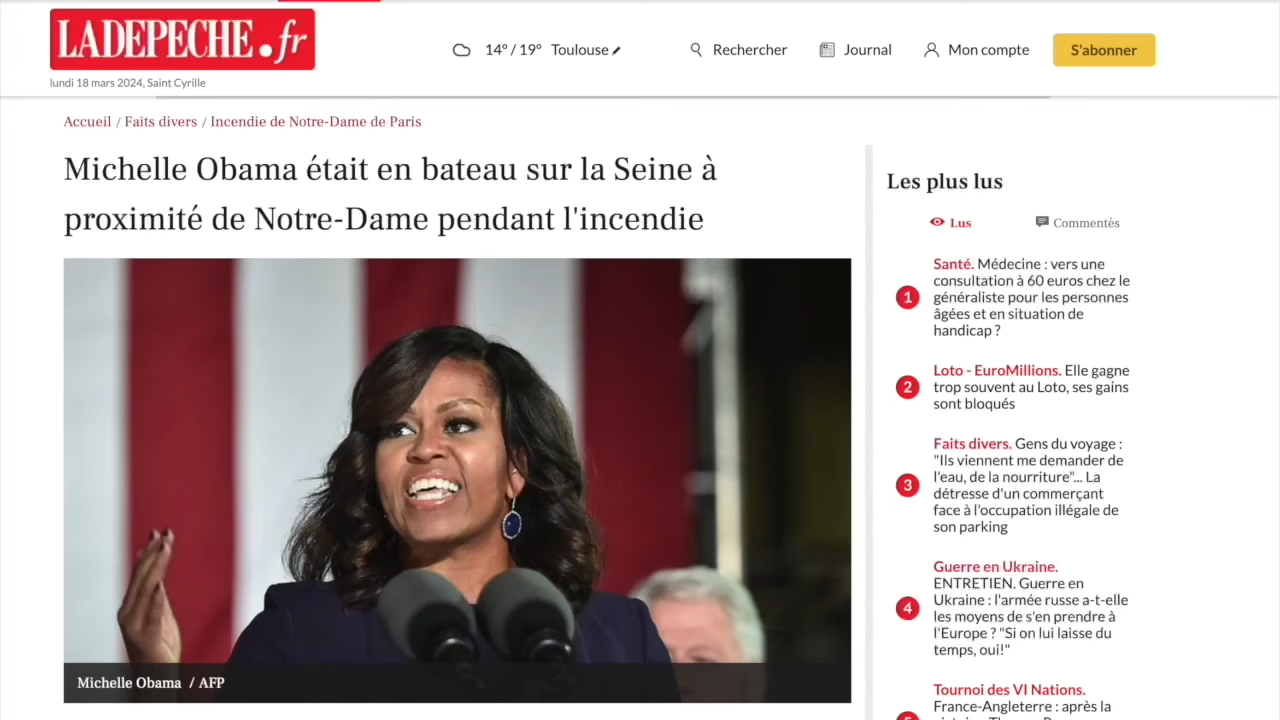 LADEPECHE.fr
lundi 18 mars 2024, Saint Cyrille
14° / 19° Toulouse
Rechercher
Journal
Mon compte
S'abonner
Accueil / Faits divers / Incendie de Notre-Dame de Paris
Michelle Obama était en bateau sur la Seine à
proximité de Notre-Dame pendant l'incendie
Michelle Obama / AFP
Les plus lus
Lus
Commentés
1
Santé. Médecine : vers une
consultation à 60 euros chez le
généraliste pour les personnes
âgées et en situation de
handicap ?
2
Loto - EuroMillions. Elle gagne
trop souvent au Loto, ses gains
sont bloqués
3
Faits divers. Gens du voyage :
"Ils viennent me demander de
l'eau, de la nourriture"... La
détresse d'un commerçant
face à l'occupation illégale de
son parking
4
Guerre en Ukraine.
ENTRETIEN. Guerre en
Ukraine : l'armée russe a-t-elle
les moyens de s'en prendre à
l'Europe ? "Si on lui laisse du
temps, oui!"
Tournoi des VI Nations.
France-Angleterre : après la